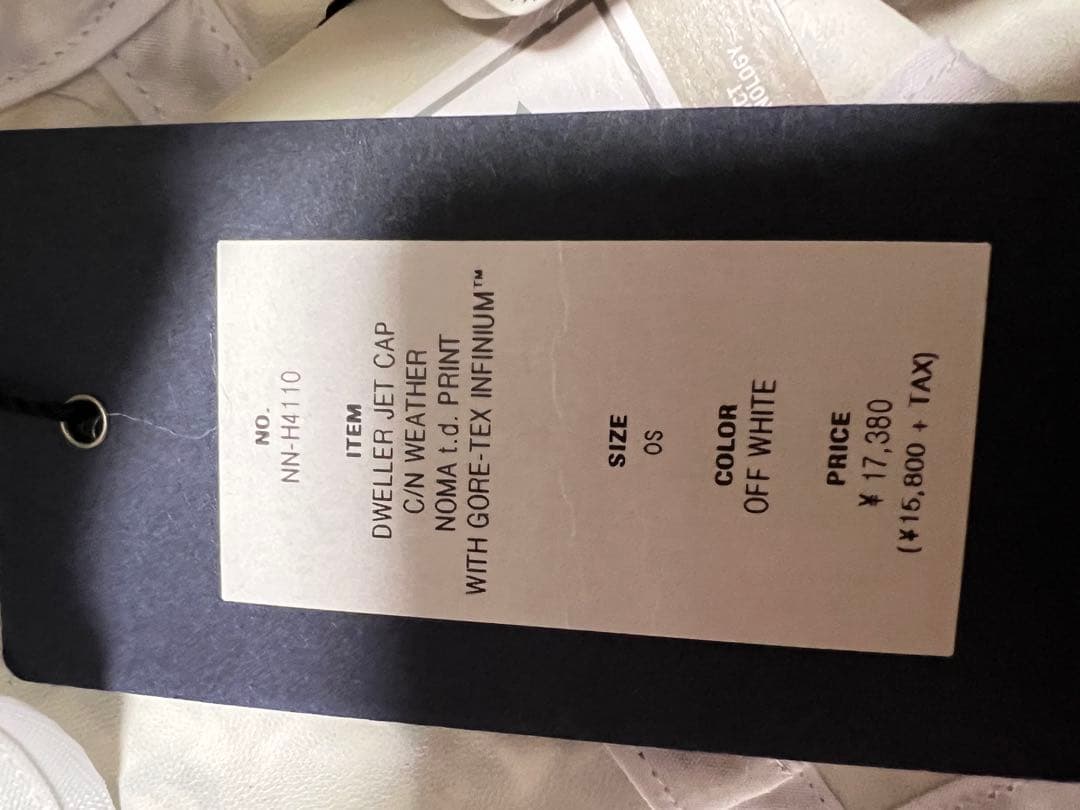 NO.
NN-H4110
ITEM
DWELLER JET CAP
C/N WEATHER
NOMA t.d. PRINT
WITH GORE-TEX INFINIUM™
SIZE
OS
COLOR
OFF WHITE
PRICE
¥ 17,380
(¥15,800 + TAX)